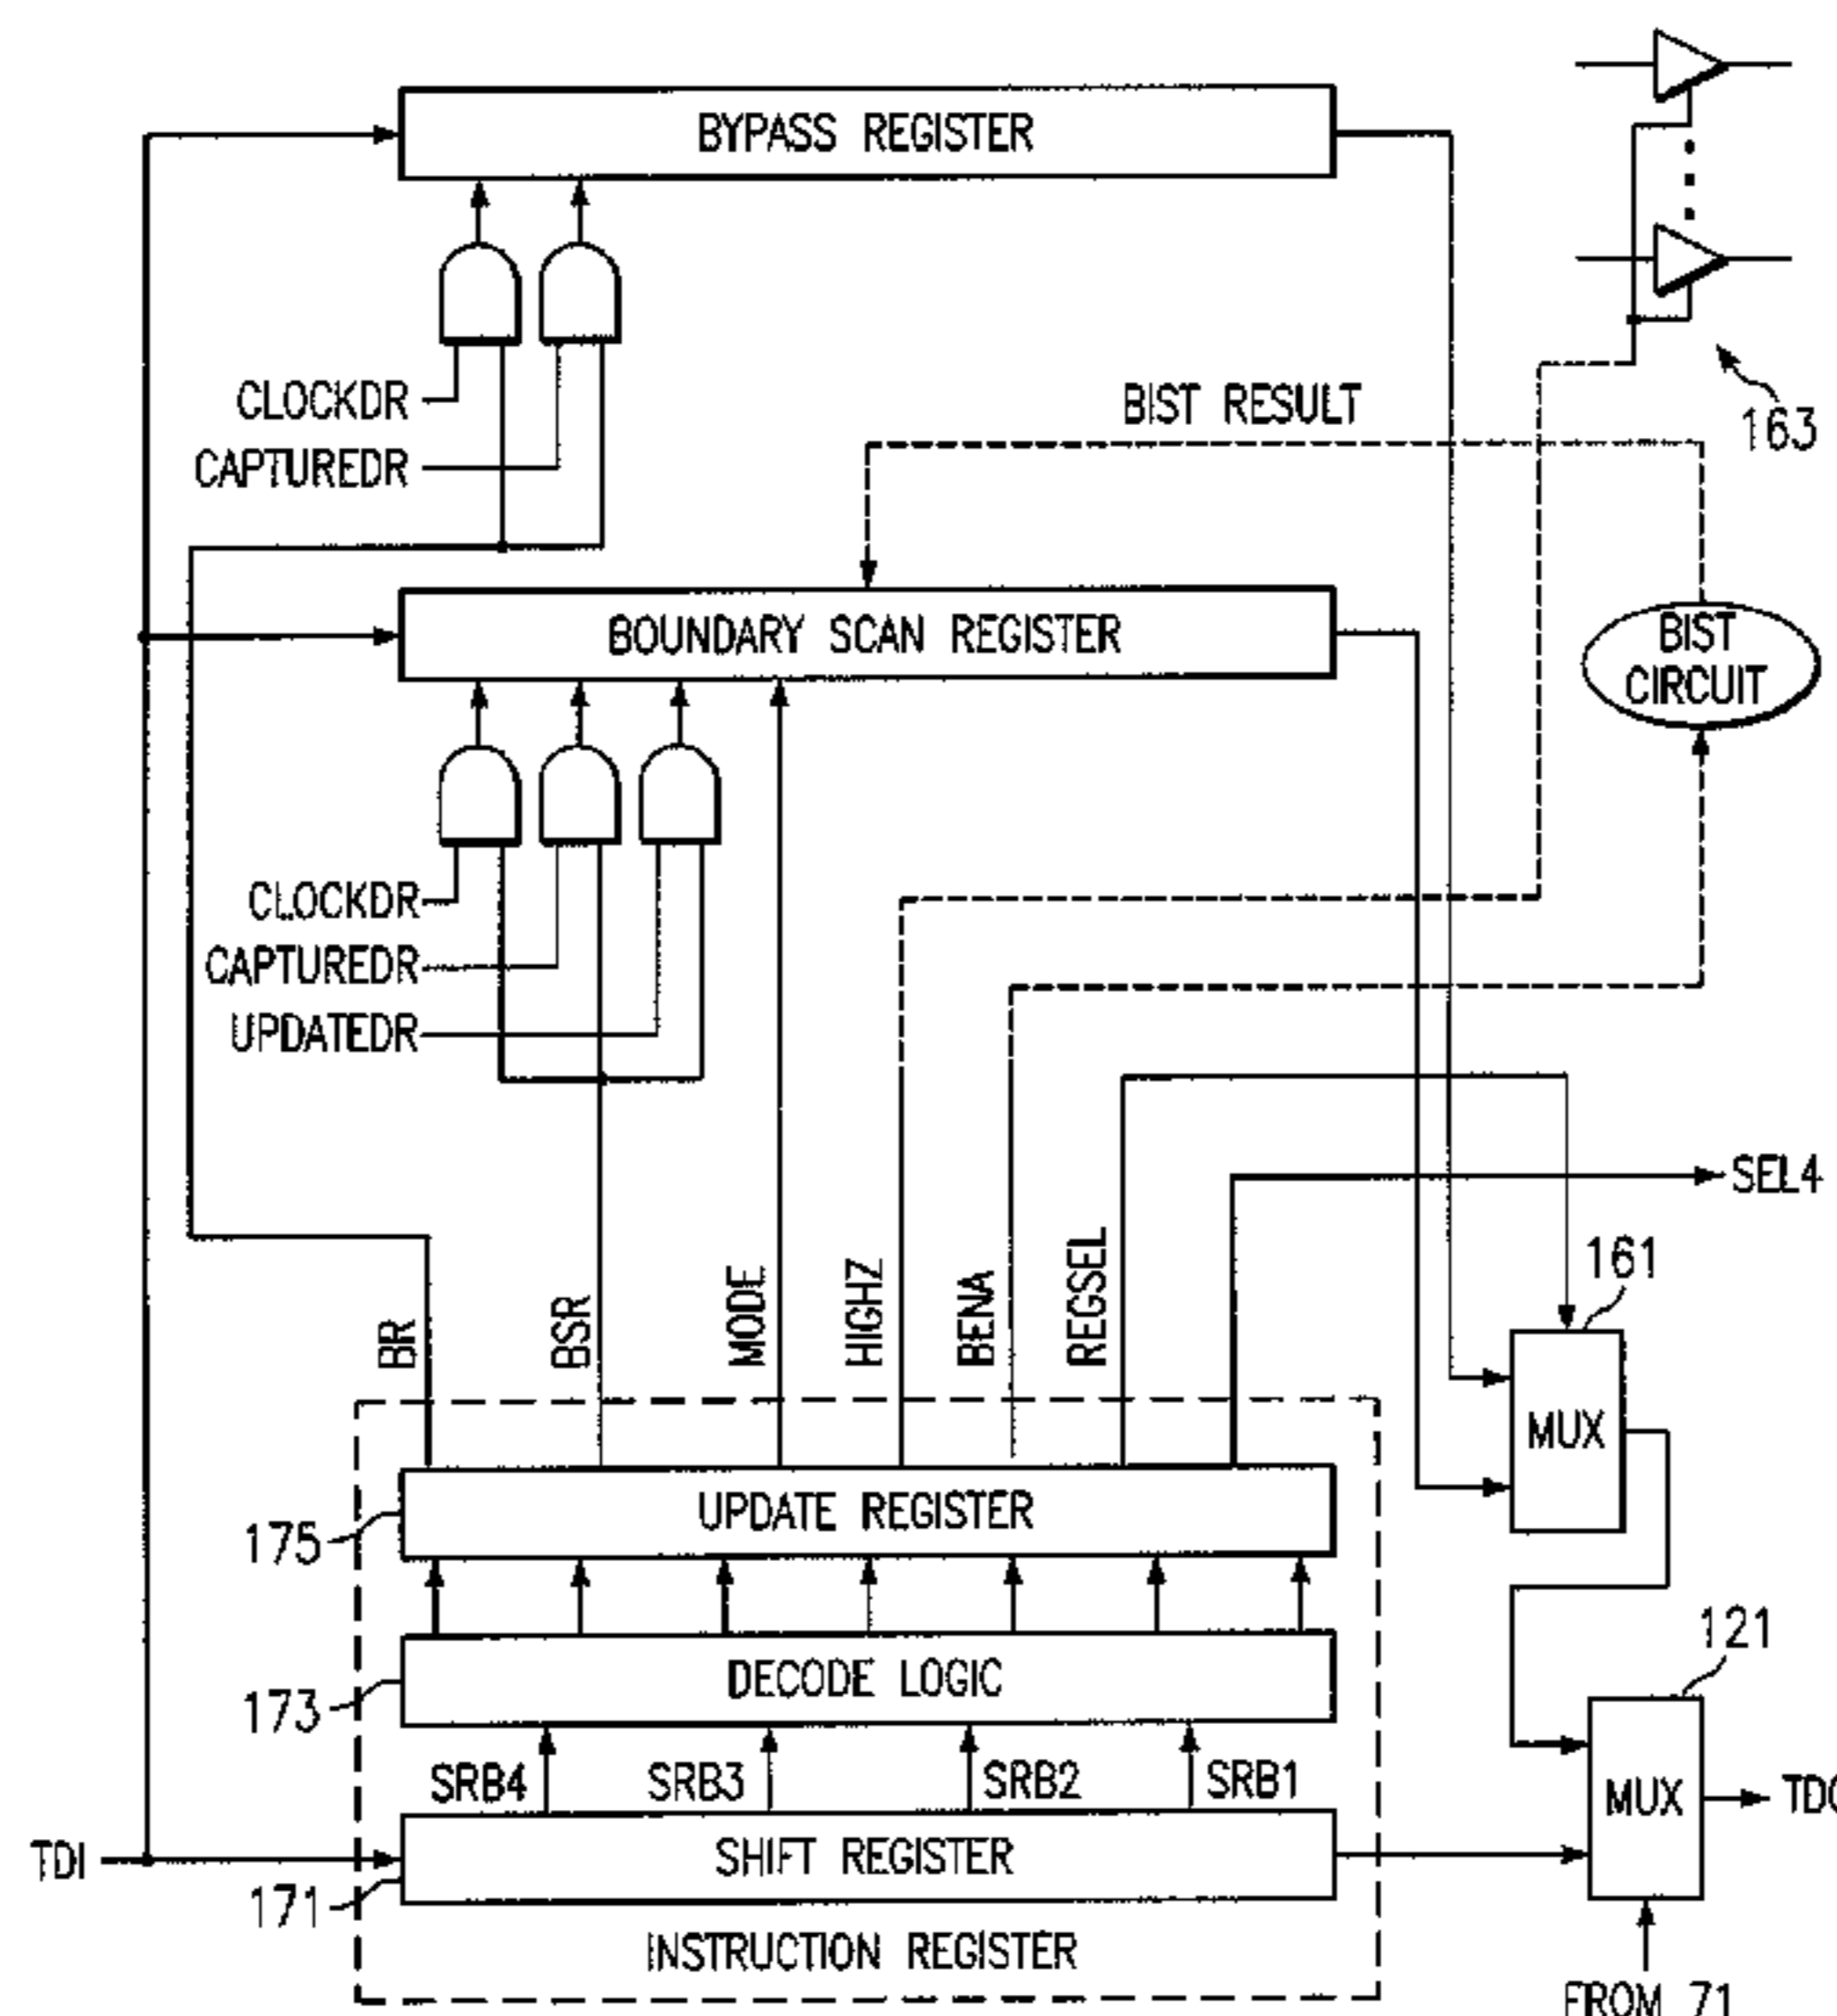 BYPASS REGISTER
CLOCKDR
CAPTUREDR
BIST RESULT
163
BOUNDARY SCAN REGISTER
BIST
CIRCUIT
CLOCKDR
CAPTUREDR
UPDATEDR
SEL4
BR
BSR
MODE
HIGHZ
BENA
REGSEL
161
MUX
UPDATE REGISTER
175
121
DECODE LOGIC
173
SRB4 SRB3 SRB2 SRB1
MUX
TDO
TDI
SHIFT REGISTER
171
INSTRUCTION REGISTER
FROM 71